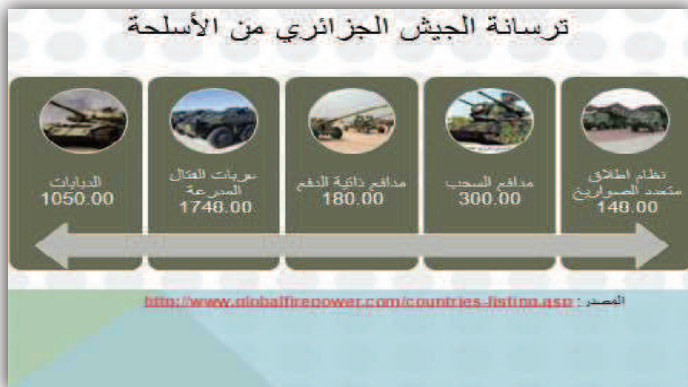 ترسانة الجيش الجزائري من الأسلحة
نظام اطلاق
متعدد الصواريخ
148.00
مدافع السحب
300.00
مدافع ذاتية الدفع
180.00
عربات القتال
المدرعة
1748.00
الدبابات
1050.00
المصدر : http://www.globalfirepower.com/countries-listing.asp